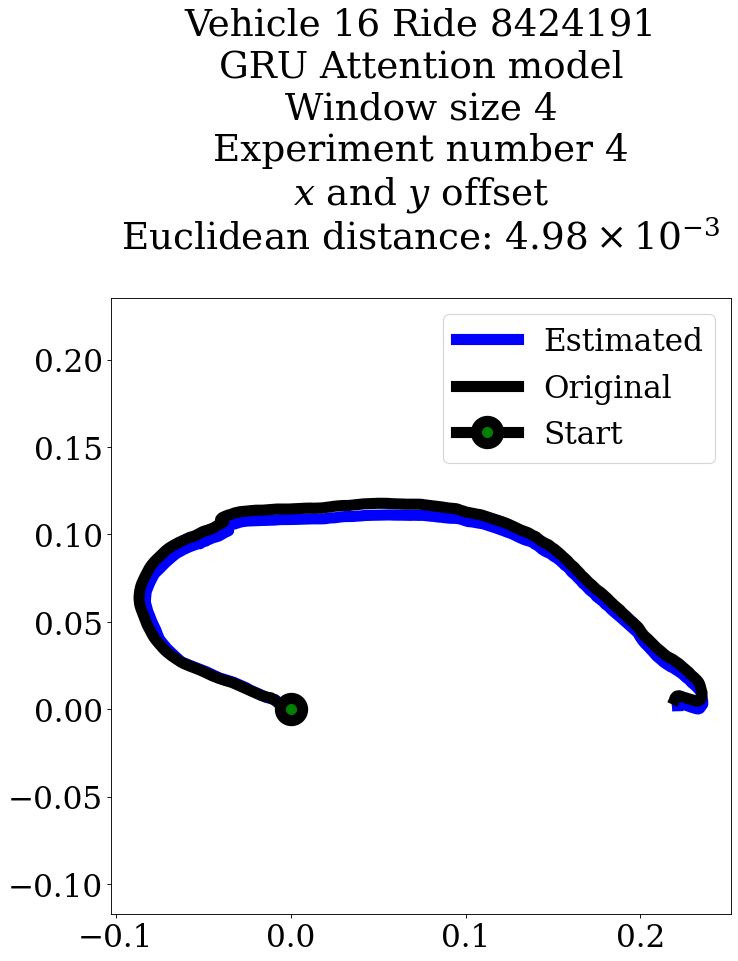 Vehicle 16 Ride 8424191
GRU Attention model
Window size 4
Experiment number 4
x and y offset
Euclidean distance: 4.98 × 10⁻³
Estimated
Original
Start
0.20
0.15
0.10
0.05
0.00
−0.05
−0.10
−0.1 0.0 0.1 0.2